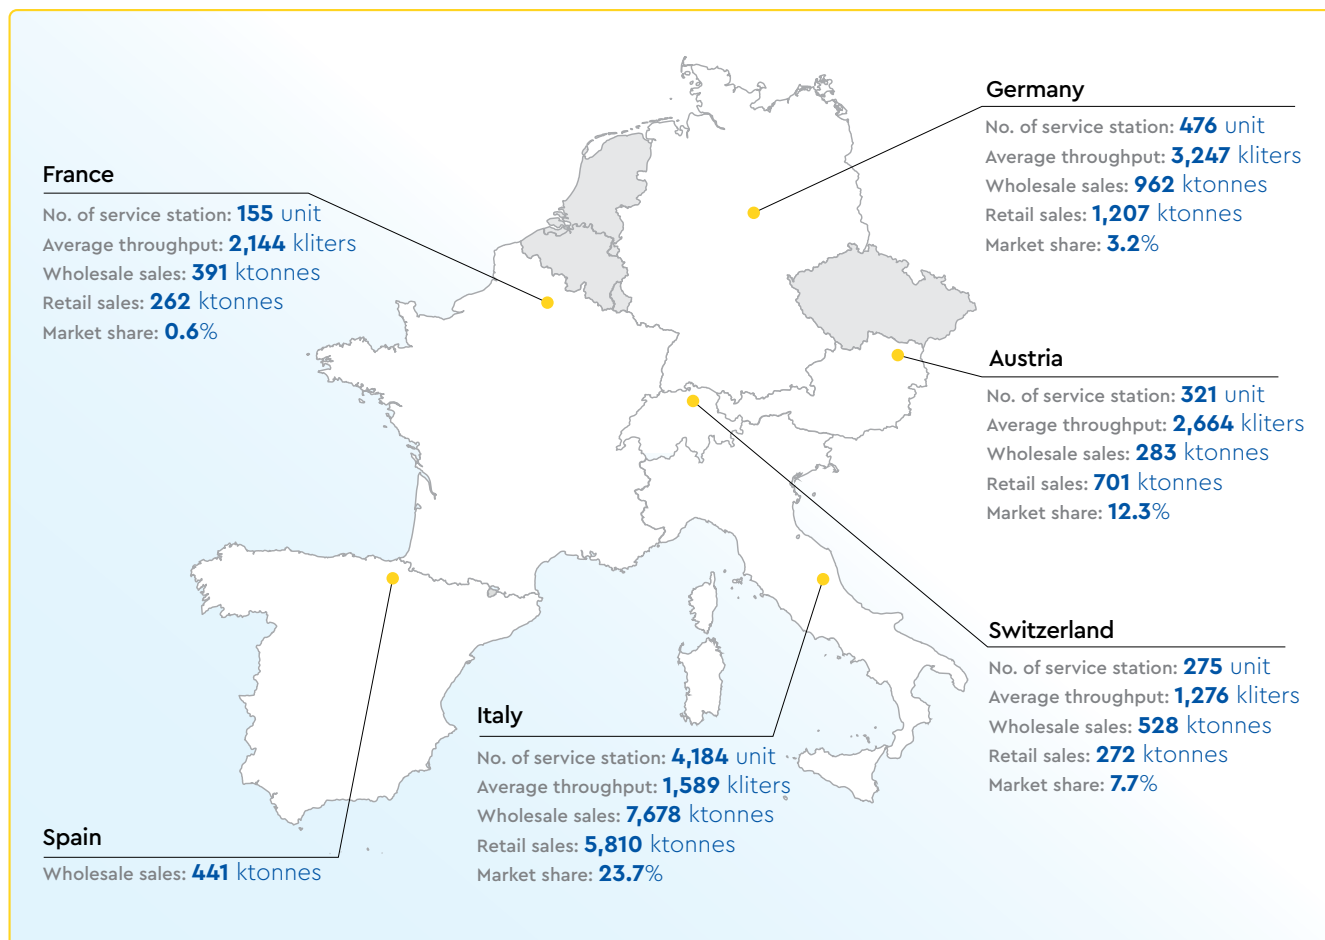 Germany
No. of service station: 476 unit
Average throughput: 3,247 kliters
Wholesale sales: 962 ktonnes
Retail sales: 1,207 ktonnes
Market share: 3.2%
France
No. of service station: 155 unit
Average throughput: 2,144 kliters
Wholesale sales: 391 ktonnes
Retail sales: 262 ktonnes
Market share: 0.6%
Austria
No. of service station: 321 unit
Average throughput: 2,664 kliters
Wholesale sales: 283 ktonnes
Retail sales: 701 ktonnes
Market share: 12.3%
Switzerland
No. of service station: 275 unit
Average throughput: 1,276 kliters
Wholesale sales: 528 ktonnes
Retail sales: 272 ktonnes
Market share: 7.7%
Italy
No. of service station: 4,184 unit
Average throughput: 1,589 kliters
Wholesale sales: 7,678 ktonnes
Retail sales: 5,810 ktonnes
Market share: 23.7%
Spain
Wholesale sales: 441 ktonnes